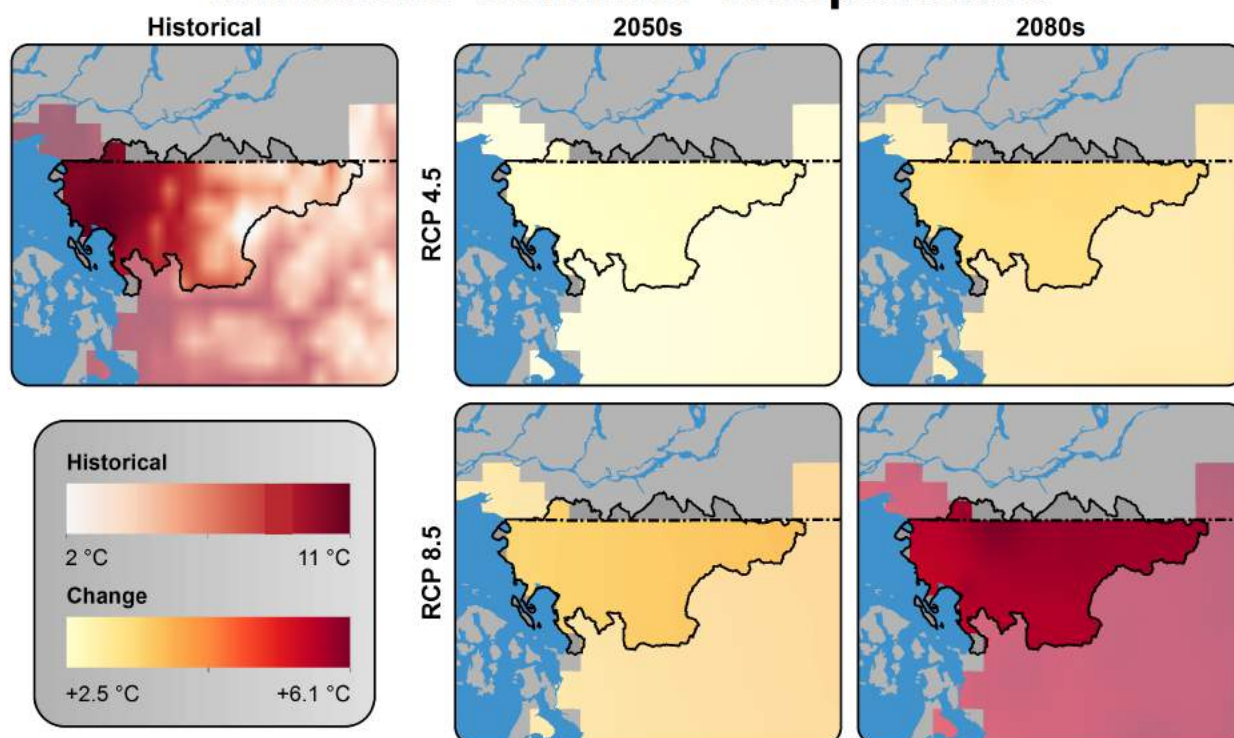 Historical
2050s
2080s
RCP 4.5
Historical
2 °C 11 °C
Change
+2.5 °C +6.1 °C
RCP 8.5